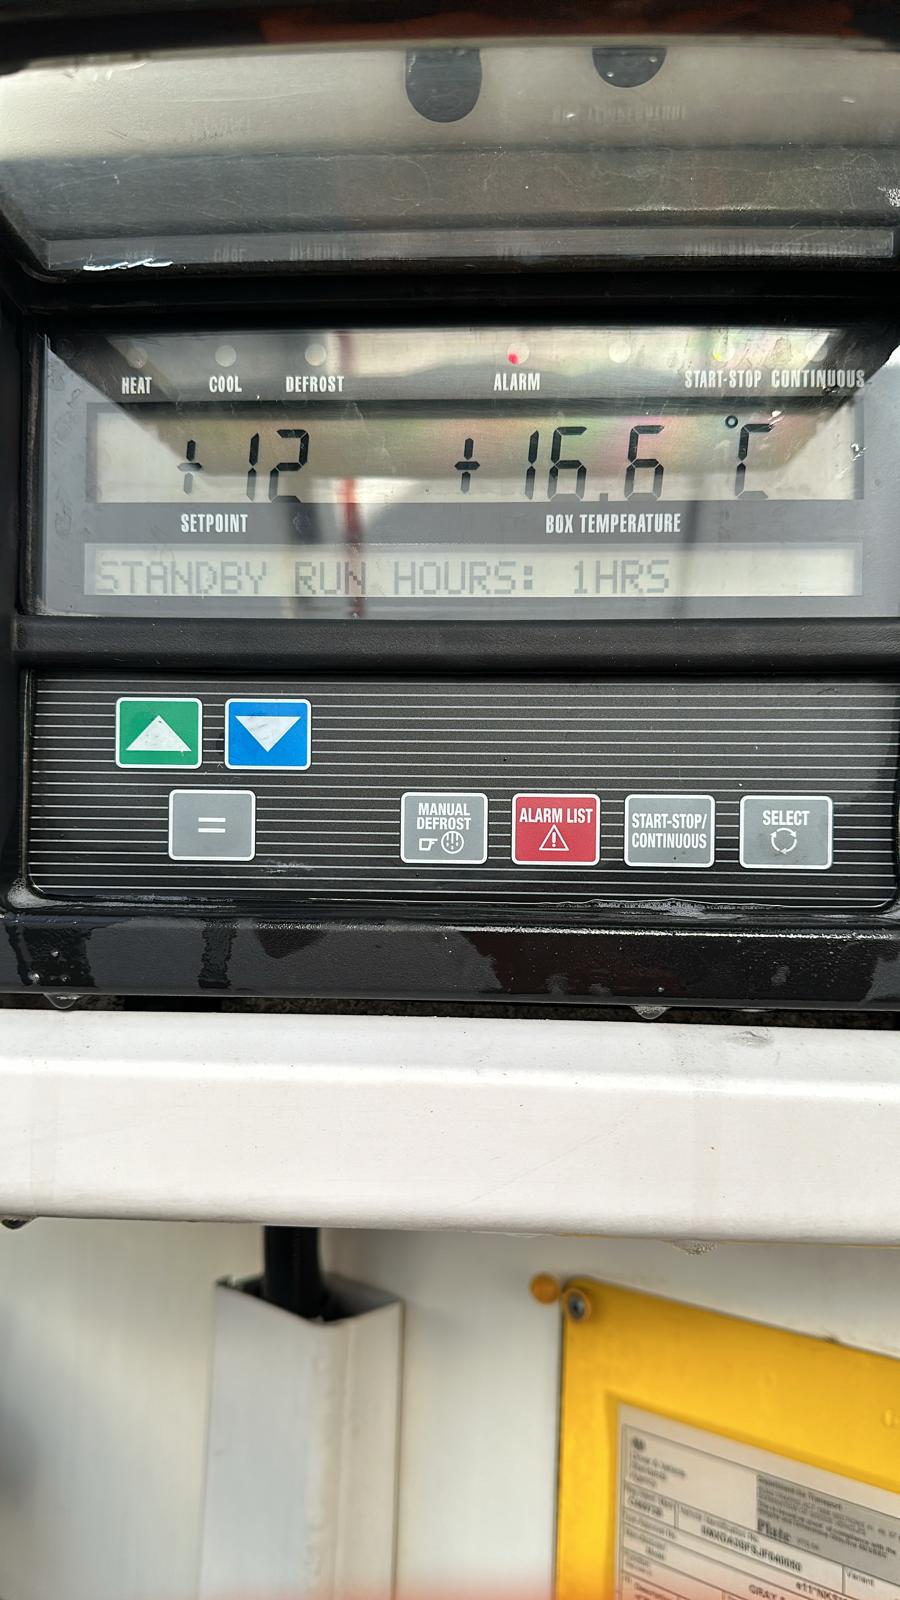 HEAT COOL DEFROST ALARM START-STOP CONTINUOUS
+12 +16.6 °C
SETPOINT BOX TEMPERATURE
STANDBY RUN HOURS: 1HRS
=
MANUAL DEFROST
ALARM LIST
START-STOP/
CONTINUOUS
SELECT
Plate